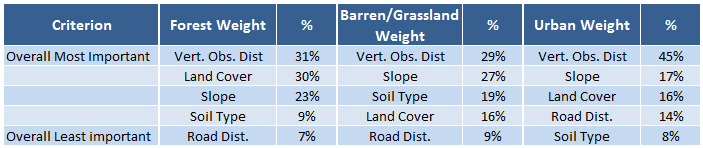 Criterion Forest Weight % Barren/Grassland Weight % Urban Weight %
Overall Most Important Vert. Obs. Dist 31% Vert. Obs. Dist 29% Vert. Obs. Dist 45%
Land Cover 30% Slope 27% Slope 17%
Slope 23% Soil Type 19% Land Cover 16%
Soil Type 9% Land Cover 16% Road Dist. 14%
Overall Least important Road Dist. 7% Road Dist. 9% Soil Type 8%